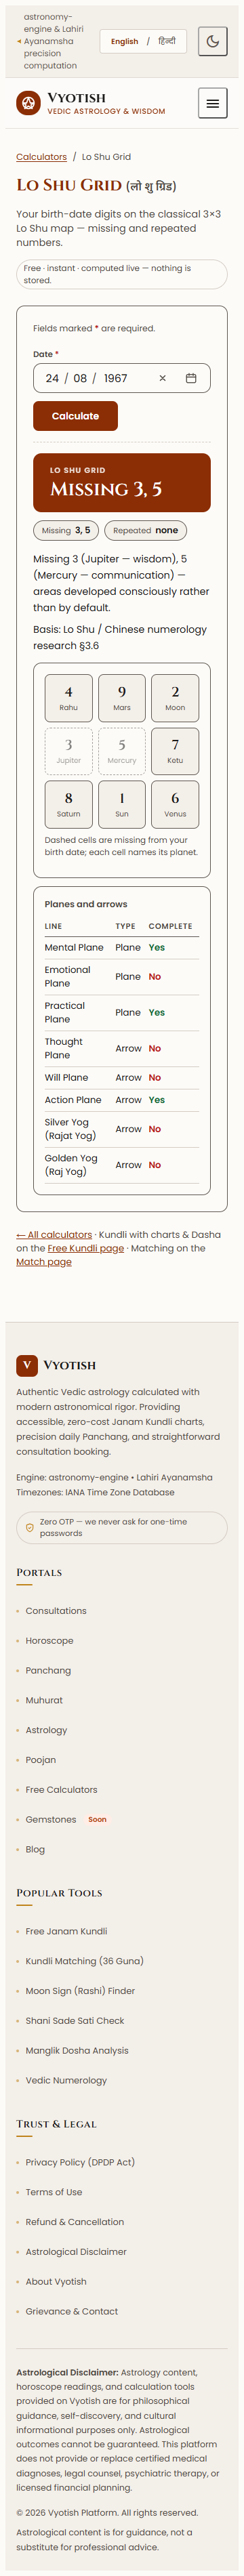 astronomy-
engine & Lahiri
Ayanamsha
precision
computation
English / हिन्दी
Vyotish
VEDIC ASTROLOGY & WISDOM
Calculators / Lo Shu Grid
Lo Shu Grid (लो शु ग्रिड)
Your birth-date digits on the classical 3×3
Lo Shu map — missing and repeated
numbers.
Free · instant · computed live — nothing is
stored.
Fields marked * are required.
Date *
24 / 08 / 1967
Calculate
LO SHU GRID
Missing 3, 5
Missing 3, 5 Repeated none
Missing 3 (Jupiter — wisdom), 5
(Mercury — communication) —
areas developed consciously rather
than by default.
Basis: Lo Shu / Chinese numerology
research §3.6
4 9 2
Rahu Mars Moon
3 5 7
Jupiter Mercury Ketu
8 1 6
Saturn Sun Venus
Dashed cells are missing from your
birth date; each cell names its planet.
Planes and arrows
LINE TYPE COMPLETE
Mental Plane Plane Yes
Emotional
Plane Plane No
Practical
Plane Plane Yes
Thought
Plane Arrow No
Will Plane Arrow No
Action Plane Arrow Yes
Silver Yog
(Rajat Yog) Arrow No
Golden Yog
(Raj Yog) Arrow No
← All calculators · Kundli with charts & Dasha
on the Free Kundli page · Matching on the
Match page
V Vyotish
Authentic Vedic astrology calculated with
modern astronomical rigor. Providing
accessible, zero-cost Janam Kundli charts,
precision daily Panchang, and straightforward
consultation booking.
Engine: astronomy-engine • Lahiri Ayanamsa
Timezones: IANA Time Zone Database
Zero OTP — we never ask for one-time
passwords
Portals
Consultations
Horoscope
Panchang
Muhurat
Astrology
Poojan
Free Calculators
Gemstones Soon
Blog
Popular Tools
Free Janam Kundli
Kundli Matching (36 Guna)
Moon Sign (Rashi) Finder
Shani Sade Sati Check
Manglik Dosha Analysis
Vedic Numerology
Trust & Legal
Privacy Policy (DPDP Act)
Terms of Use
Refund & Cancellation
Astrological Disclaimer
About Vyotish
Grievance & Contact
Astrological Disclaimer: Astrology content,
horoscope readings, and calculation tools
provided on Vyotish are for philosophical
guidance, self-discovery, and cultural
informational purposes only. Astrological
outcomes cannot be guaranteed. This platform
does not provide or replace certified medical
diagnoses, legal counsel, psychiatric therapy, or
licensed financial planning.
© 2026 Vyotish Platform. All rights reserved.
Astrological content is for guidance, not a
substitute for professional advice.